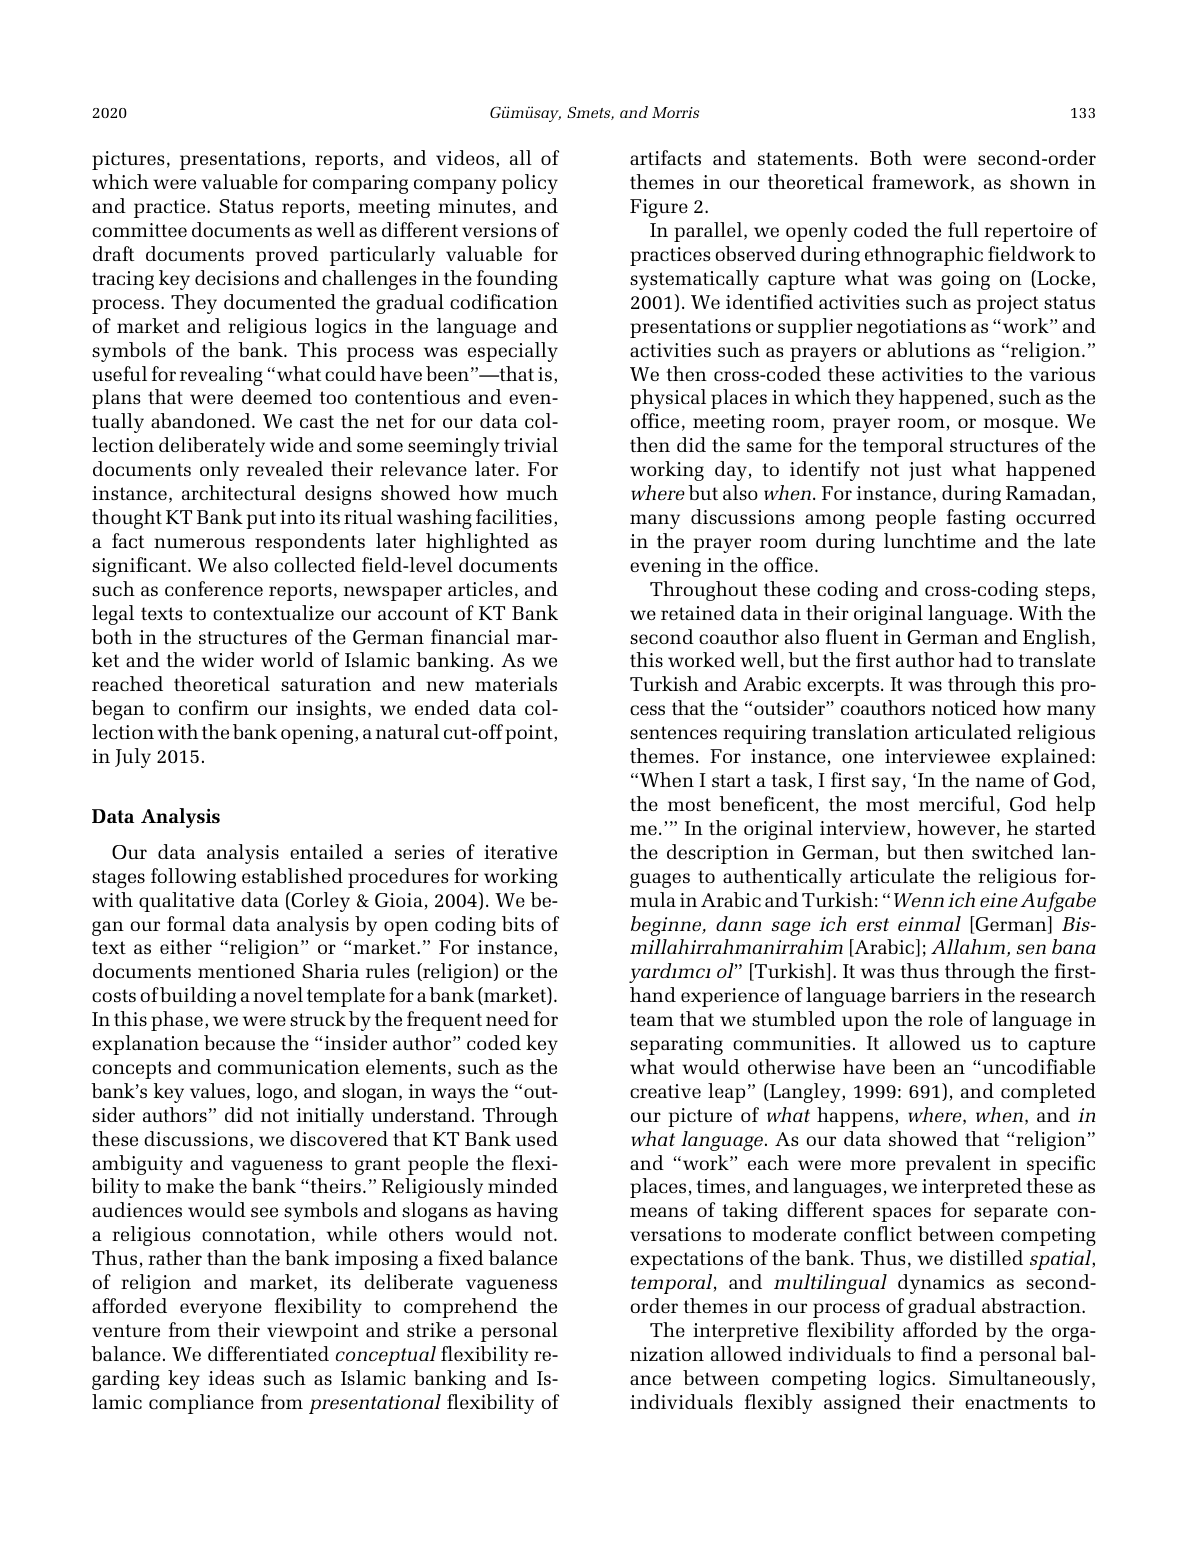 2020
Gümüsay, Smets, and Morris
133
pictures, presentations, reports, and videos, all of
which were valuable for comparing company policy
and practice. Status reports, meeting minutes, and
committee documents as well as different versions of
draft documents proved particularly valuable for
tracing key decisions and challenges in the founding
process. They documented the gradual codification
of market and religious logics in the language and
symbols of the bank. This process was especially
useful for revealing “what could have been”—that is,
plans that were deemed too contentious and even-
tually abandoned. We cast the net for our data col-
lection deliberately wide and some seemingly trivial
documents only revealed their relevance later. For
instance, architectural designs showed how much
thought KT Bank put into its ritual washing facilities,
a fact numerous respondents later highlighted as
significant. We also collected field-level documents
such as conference reports, newspaper articles, and
legal texts to contextualize our account of KT Bank
both in the structures of the German financial mar-
ket and the wider world of Islamic banking. As we
reached theoretical saturation and new materials
began to confirm our insights, we ended data col-
lection with the bank opening, a natural cut-off point,
in July 2015.
Data Analysis
Our data analysis entailed a series of iterative
stages following established procedures for working
with qualitative data (Corley & Gioia, 2004). We be-
gan our formal data analysis by open coding bits of
text as either “religion” or “market.” For instance,
documents mentioned Sharia rules (religion) or the
costs of building a novel template for a bank (market).
In this phase, we were struck by the frequent need for
explanation because the “insider author” coded key
concepts and communication elements, such as the
bank’s key values, logo, and slogan, in ways the “out-
sider authors” did not initially understand. Through
these discussions, we discovered that KT Bank used
ambiguity and vagueness to grant people the flexi-
bility to make the bank “theirs.” Religiously minded
audiences would see symbols and slogans as having
a religious connotation, while others would not.
Thus, rather than the bank imposing a fixed balance
of religion and market, its deliberate vagueness
afforded everyone flexibility to comprehend the
venture from their viewpoint and strike a personal
balance. We differentiated conceptual flexibility re-
garding key ideas such as Islamic banking and Is-
lamic compliance from presentational flexibility of
artifacts and statements. Both were second-order
themes in our theoretical framework, as shown in
Figure 2.
In parallel, we openly coded the full repertoire of
practices observed during ethnographic fieldwork to
systematically capture what was going on (Locke,
2001). We identified activities such as project status
presentations or supplier negotiations as “work” and
activities such as prayers or ablutions as “religion.”
We then cross-coded these activities to the various
physical places in which they happened, such as the
office, meeting room, prayer room, or mosque. We
then did the same for the temporal structures of the
working day, to identify not just what happened
where but also when. For instance, during Ramadan,
many discussions among people fasting occurred
in the prayer room during lunchtime and the late
evening in the office.
Throughout these coding and cross-coding steps,
we retained data in their original language. With the
second coauthor also fluent in German and English,
this worked well, but the first author had to translate
Turkish and Arabic excerpts. It was through this pro-
cess that the “outsider” coauthors noticed how many
sentences requiring translation articulated religious
themes. For instance, one interviewee explained:
“When I start a task, I first say, ‘In the name of God,
the most beneficent, the most merciful, God help
me.’” In the original interview, however, he started
the description in German, but then switched lan-
guages to authentically articulate the religious for-
mula in Arabic and Turkish: “Wenn ich eine Aufgabe
beginne, dann sage ich erst einmal [German] Bis-
millahirrahmanirrahim [Arabic]; Allahım, sen bana
yardımcı ol” [Turkish]. It was thus through the first-
hand experience of language barriers in the research
team that we stumbled upon the role of language in
separating communities. It allowed us to capture
what would otherwise have been an “uncodifiable
creative leap” (Langley, 1999: 691), and completed
our picture of what happens, where, when, and in
what language. As our data showed that “religion”
and “work” each were more prevalent in specific
places, times, and languages, we interpreted these as
means of taking different spaces for separate con-
versations to moderate conflict between competing
expectations of the bank. Thus, we distilled spatial,
temporal, and multilingual dynamics as second-
order themes in our process of gradual abstraction.
The interpretive flexibility afforded by the orga-
nization allowed individuals to find a personal bal-
ance between competing logics. Simultaneously,
individuals flexibly assigned their enactments to